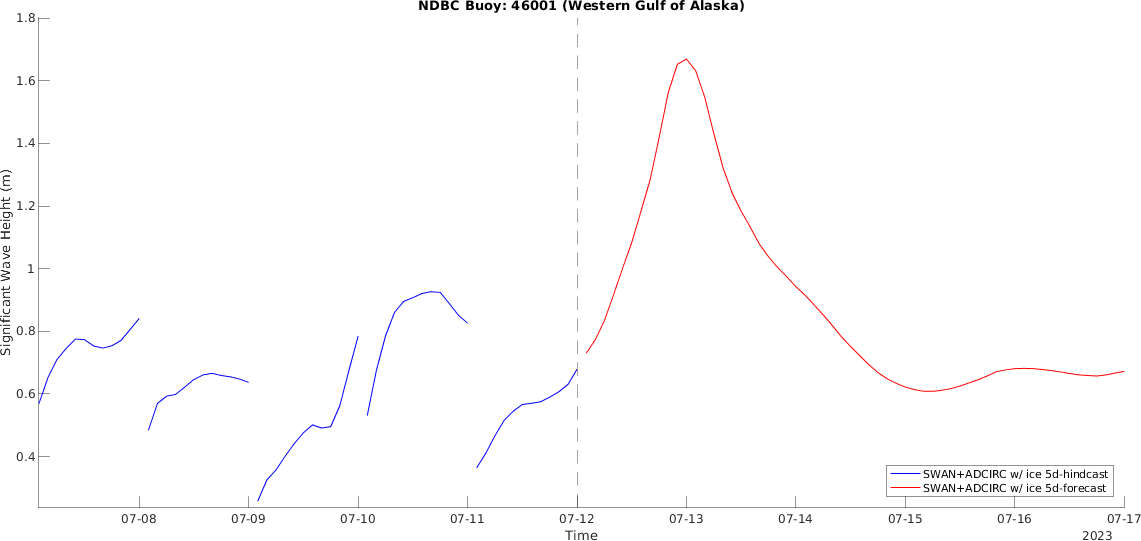 NDBC Buoy: 46001 (Western Gulf of Alaska)
1.8
1.6
1.4
1.2
1
0.8
0.6
0.4
Significant Wave Height (m)
SWAN+ADCIRC w/ ice 5d-hindcast
SWAN+ADCIRC w/ ice 5d-forecast
07-08 07-09 07-10 07-11 07-12 07-13 07-14 07-15 07-16 07-17
Time
2023